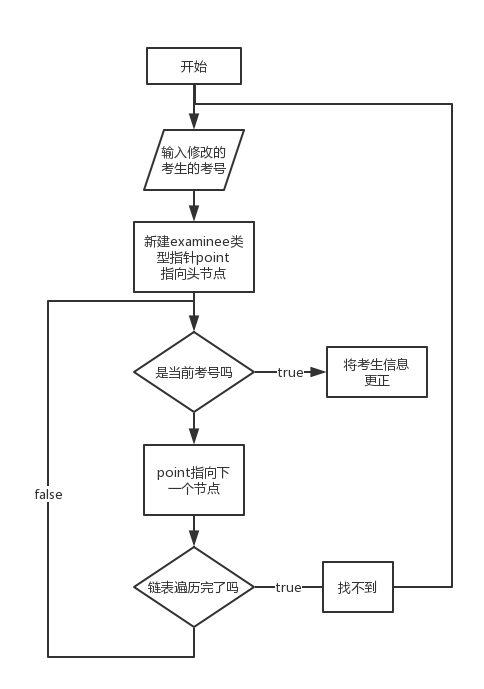 开始
输入修改的
考生的考号
新建examinee类
型指针point
指向头节点
是当前考号吗
true
将考生信息
更正
point指向下
一个节点
false
链表遍历完了吗
true
找不到